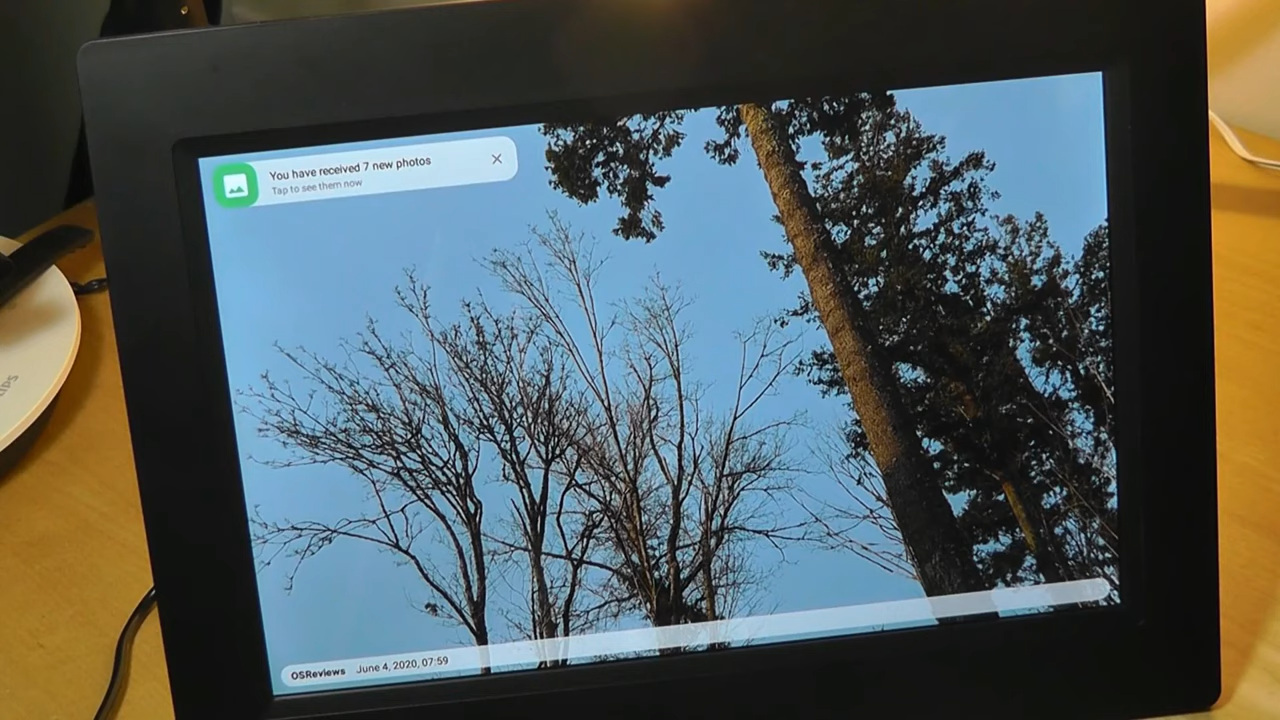 You have received 7 new photos
Tap to see them now
OSReviews June 4, 2020, 07:59